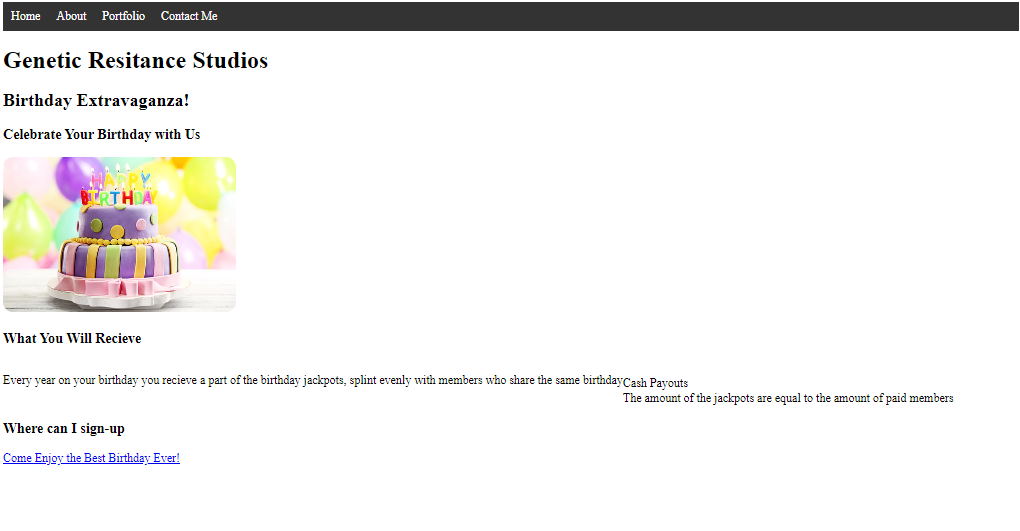 Home About Portfolio Contact Me
Genetic Resitance Studios
Birthday Extravaganza!
Celebrate Your Birthday with Us
HAPPY
BIRTHDAY
What You Will Recieve
Every year on your birthday you recieve a part of the birthday jackpots, splint evenly with members who share the same birthday
Cash Payouts
The amount of the jackpots are equal to the amount of paid members
Where can I sign-up
Come Enjoy the Best Birthday Ever!